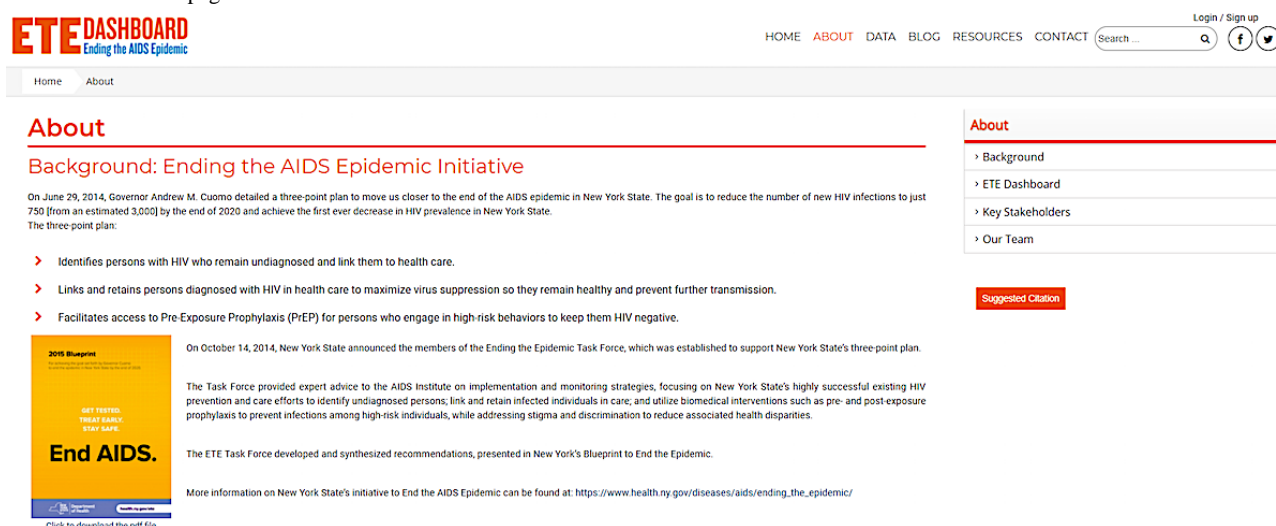 ETE DASHBOARD
Ending the AIDS Epidemic
Login / Sign up
HOME ABOUT DATA BLOG RESOURCES CONTACT Search ...
Home About
About
Background: Ending the AIDS Epidemic Initiative
On June 29, 2014, Governor Andrew M. Cuomo detailed a three-point plan to move us closer to the end of the AIDS epidemic in New York State. The goal is to reduce the number of new HIV infections to just
750 [from an estimated 3,000] by the end of 2020 and achieve the first ever decrease in HIV prevalence in New York State.
The three-point plan:
Identifies persons with HIV who remain undiagnosed and link them to health care.
Links and retains persons diagnosed with HIV in health care to maximize virus suppression so they remain healthy and prevent further transmission.
Facilitates access to Pre-Exposure Prophylaxis (PrEP) for persons who engage in high-risk behaviors to keep them HIV negative.
2015 Blueprint
GET TESTED.
TREAT EARLY.
STAY SAFE.
End AIDS.
Department
of Health
Click to download the pdf file
On October 14, 2014, New York State announced the members of the Ending the Epidemic Task Force, which was established to support New York State's three-point plan.
The Task Force provided expert advice to the AIDS Institute on implementation and monitoring strategies, focusing on New York State's highly successful existing HIV
prevention and care efforts to identify undiagnosed persons; link and retain infected individuals in care; and utilize biomedical interventions such as pre- and post-exposure
prophylaxis to prevent infections among high-risk individuals, while addressing stigma and discrimination to reduce associated health disparities.
The ETE Task Force developed and synthesized recommendations, presented in New York's Blueprint to End the Epidemic.
More information on New York State's initiative to End the AIDS Epidemic can be found at: https://www.health.ny.gov/diseases/aids/ending_the_epidemic/
About
› Background
› ETE Dashboard
› Key Stakeholders
› Our Team
Suggested Citation